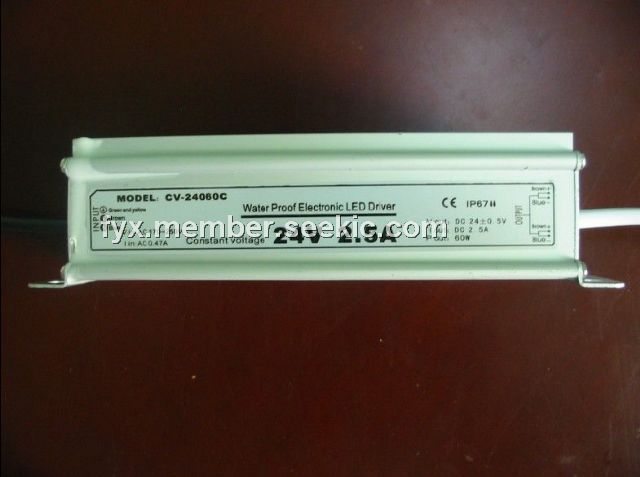 MODEL: CV-24060C
INPUT
Green and yellow
Brown
I in: AC 0.47A
Water Proof Electronic LED Driver
Constant voltage 24V 2.5A
CE IP67
DC 24±0.5V
DC 2.5A
P out: 60W
OUTPUT
Brown+
Blue-
Brown+
Blue-
fyx.member.seekic.com